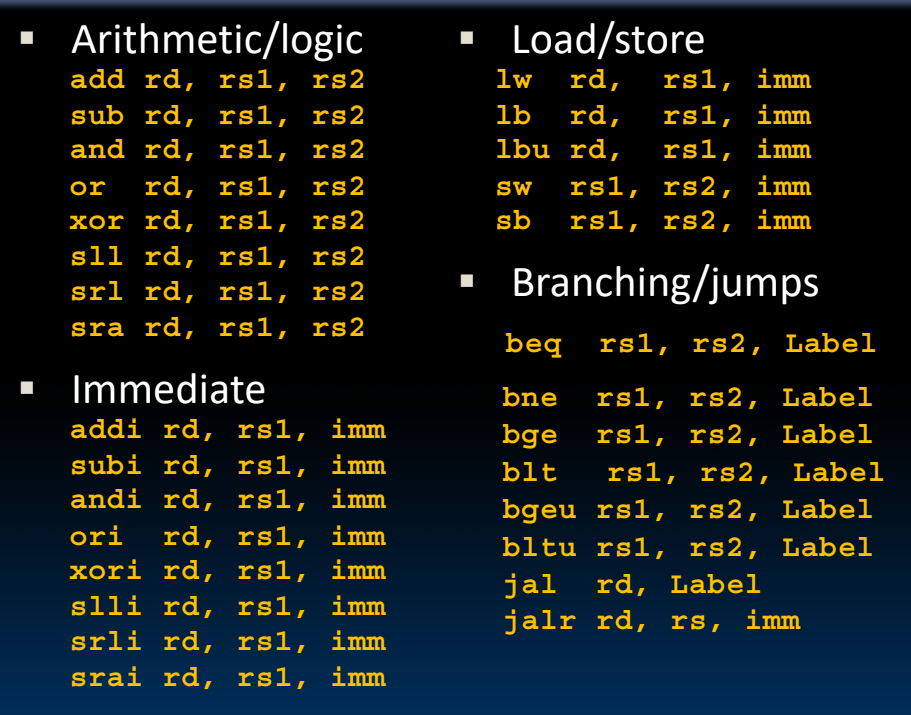 ▪ Arithmetic/logic
add rd, rs1, rs2
sub rd, rs1, rs2
and rd, rs1, rs2
or rd, rs1, rs2
xor rd, rs1, rs2
sll rd, rs1, rs2
srl rd, rs1, rs2
sra rd, rs1, rs2
▪ Immediate
addi rd, rs1, imm
subi rd, rs1, imm
andi rd, rs1, imm
ori rd, rs1, imm
xori rd, rs1, imm
slli rd, rs1, imm
srli rd, rs1, imm
srai rd, rs1, imm
▪ Load/store
lw rd, rs1, imm
lb rd, rs1, imm
lbu rd, rs1, imm
sw rs1, rs2, imm
sb rs1, rs2, imm
▪ Branching/jumps
beq rs1, rs2, Label
bne rs1, rs2, Label
bge rs1, rs2, Label
blt rs1, rs2, Label
bgeu rs1, rs2, Label
bltu rs1, rs2, Label
jal rd, Label
jalr rd, rs, imm